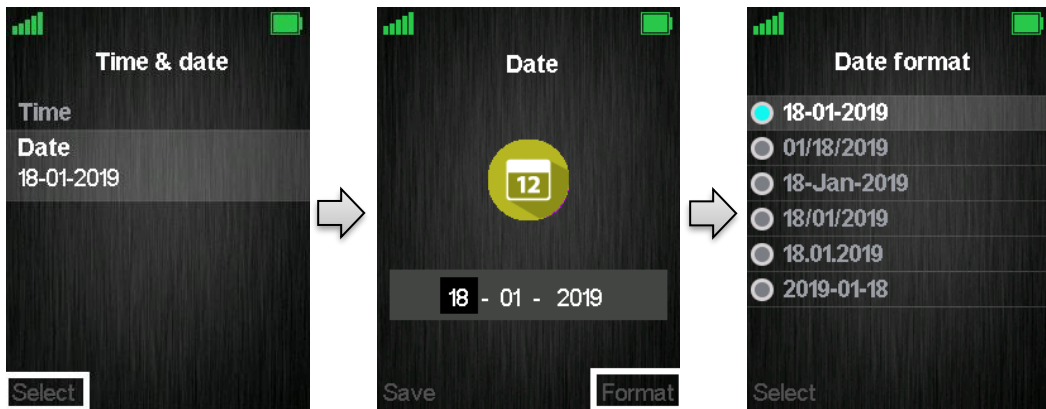 Time & date
Time
Date
18-01-2019
Select
Date
12
18 - 01 - 2019
Save Format
Date format
18-01-2019
01/18/2019
18-Jan-2019
18/01/2019
18.01.2019
2019-01-18
Select